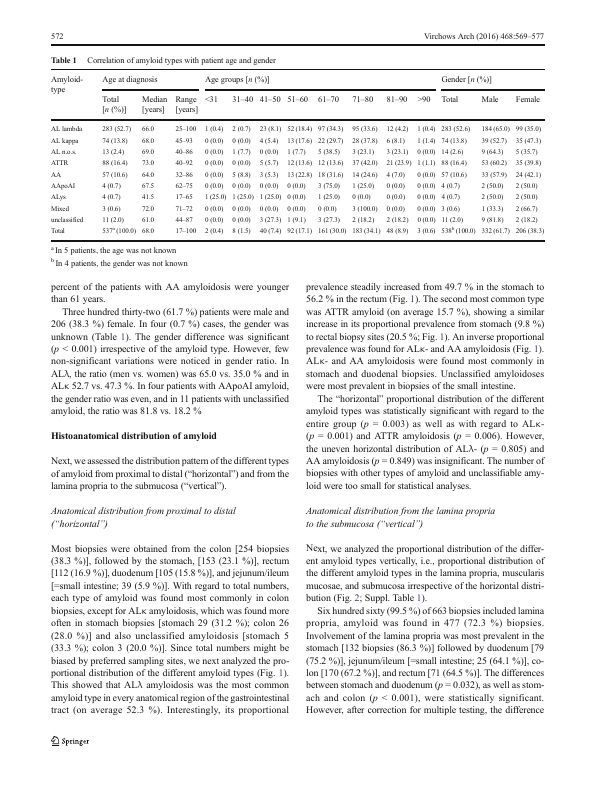 572 Virchows Arch (2016) 468:569–577
Table 1 Correlation of amyloid types with patient age and gender
Amyloid-type Age at diagnosis Age groups [n (%)] Gender [n (%)]
Total [n (%)] Median [years] Range [years] <31 31–40 41–50 51–60 61–70 71–80 81–90 >90 Total Male Female
AL lambda 283 (52.7) 66.0 25–100 1 (0.4) 2 (0.7) 23 (8.1) 52 (18.4) 97 (34.3) 95 (33.6) 12 (4.2) 1 (0.4) 283 (52.6) 184 (65.0) 99 (35.0)
AL kappa 74 (13.8) 68.0 45–93 0 (0.0) 0 (0.0) 4 (5.4) 13 (17.6) 22 (29.7) 28 (37.8) 6 (8.1) 1 (1.4) 74 (13.8) 39 (52.7) 35 (47.3)
AL n.o.s. 13 (2.4) 69.0 40–86 0 (0.0) 1 (7.7) 0 (0.0) 1 (7.7) 5 (38.5) 3 (23.1) 3 (23.1) 0 (0.0) 14 (2.6) 9 (64.3) 5 (35.7)
ATTR 88 (16.4) 73.0 40–92 0 (0.0) 0 (0.0) 5 (5.7) 12 (13.6) 12 (13.6) 37 (42.0) 21 (23.9) 1 (1.1) 88 (16.4) 53 (60.2) 35 (39.8)
AA 57 (10.6) 64.0 32–86 0 (0.0) 5 (8.8) 3 (5.3) 13 (22.8) 18 (31.6) 14 (24.6) 4 (7.0) 0 (0.0) 57 (10.6) 33 (57.9) 24 (42.1)
AApoAI 4 (0.7) 67.5 62–75 0 (0.0) 0 (0.0) 0 (0.0) 0 (0.0) 3 (75.0) 1 (25.0) 0 (0.0) 0 (0.0) 4 (0.7) 2 (50.0) 2 (50.0)
ALys 4 (0.7) 41.5 17–65 1 (25.0) 1 (25.0) 1 (25.0) 0 (0.0) 1 (25.0) 0 (0.0) 0 (0.0) 0 (0.0) 4 (0.7) 2 (50.0) 2 (50.0)
Mixed 3 (0.6) 72.0 71–72 0 (0.0) 0 (0.0) 0 (0.0) 0 (0.0) 0 (0.0) 3 (100.0) 0 (0.0) 0 (0.0) 3 (0.6) 1 (33.3) 2 (66.7)
unclassified 11 (2.0) 61.0 44–87 0 (0.0) 0 (0.0) 3 (27.3) 1 (9.1) 3 (27.3) 2 (18.2) 2 (18.2) 0 (0.0) 11 (2.0) 9 (81.8) 2 (18.2)
Total 537a (100.0) 68.0 17–100 2 (0.4) 8 (1.5) 40 (7.4) 92 (17.1) 161 (30.0) 183 (34.1) 48 (8.9) 3 (0.6) 538b (100.0) 332 (61.7) 206 (38.3)
a In 5 patients, the age was not known
b In 4 patients, the gender was not known
percent of the patients with AA amyloidosis were younger
than 61 years.
Three hundred thirty-two (61.7 %) patients were male and
206 (38.3 %) female. In four (0.7 %) cases, the gender was
unknown (Table 1). The gender difference was significant
(p < 0.001) irrespective of the amyloid type. However, few
non-significant variations were noticed in gender ratio. In
ALλ, the ratio (men vs. women) was 65.0 vs. 35.0 % and in
ALκ 52.7 vs. 47.3 %. In four patients with AApoAI amyloid,
the gender ratio was even, and in 11 patients with unclassified
amyloid, the ratio was 81.8 vs. 18.2 %
Histoanatomical distribution of amyloid
Next, we assessed the distribution pattern of the different types
of amyloid from proximal to distal (“horizontal”) and from the
lamina propria to the submucosa (“vertical”).
Anatomical distribution from proximal to distal
(“horizontal”)
Most biopsies were obtained from the colon [254 biopsies
(38.3 %)], followed by the stomach, [153 (23.1 %)], rectum
[112 (16.9 %)], duodenum [105 (15.8 %)], and jejunum/ileum
[=small intestine; 39 (5.9 %)]. With regard to total numbers,
each type of amyloid was found most commonly in colon
biopsies, except for ALκ amyloidosis, which was found more
often in stomach biopsies [stomach 29 (31.2 %); colon 26
(28.0 %)] and also unclassified amyloidosis [stomach 5
(33.3 %); colon 3 (20.0 %)]. Since total numbers might be
biased by preferred sampling sites, we next analyzed the pro-
portional distribution of the different amyloid types (Fig. 1).
This showed that ALλ amyloidosis was the most common
amyloid type in every anatomical region of the gastrointestinal
tract (on average 52.3 %). Interestingly, its proportional
prevalence steadily increased from 49.7 % in the stomach to
56.2 % in the rectum (Fig. 1). The second most common type
was ATTR amyloid (on average 15.7 %), showing a similar
increase in its proportional prevalence from stomach (9.8 %)
to rectal biopsy sites (20.5 %; Fig. 1). An inverse proportional
prevalence was found for ALκ- and AA amyloidosis (Fig. 1).
ALκ- and AA amyloidosis were found most commonly in
stomach and duodenal biopsies. Unclassified amyloidoses
were most prevalent in biopsies of the small intestine.
The “horizontal” proportional distribution of the different
amyloid types was statistically significant with regard to the
entire group (p = 0.003) as well as with regard to ALκ-
(p = 0.001) and ATTR amyloidosis (p = 0.006). However,
the uneven horizontal distribution of ALλ- (p = 0.805) and
AA amyloidosis (p = 0.849) was insignificant. The number of
biopsies with other types of amyloid and unclassifiable amy-
loid were too small for statistical analyses.
Anatomical distribution from the lamina propria
to the submucosa (“vertical”)
Next, we analyzed the proportional distribution of the differ-
ent amyloid types vertically, i.e., proportional distribution of
the different amyloid types in the lamina propria, muscularis
mucosae, and submucosa irrespective of the horizontal distri-
bution (Fig. 2; Suppl. Table 1).
Six hundred sixty (99.5 %) of 663 biopsies included lamina
propria, amyloid was found in 477 (72.3 %) biopsies.
Involvement of the lamina propria was most prevalent in the
stomach [132 biopsies (86.3 %)] followed by duodenum [79
(75.2 %)], jejunum/ileum [=small intestine; 25 (64.1 %)], co-
lon [170 (67.2 %)], and rectum [71 (64.5 %)]. The differences
between stomach and duodenum (p = 0.032), as well as stom-
ach and colon (p < 0.001), were statistically significant.
However, after correction for multiple testing, the difference
Springer